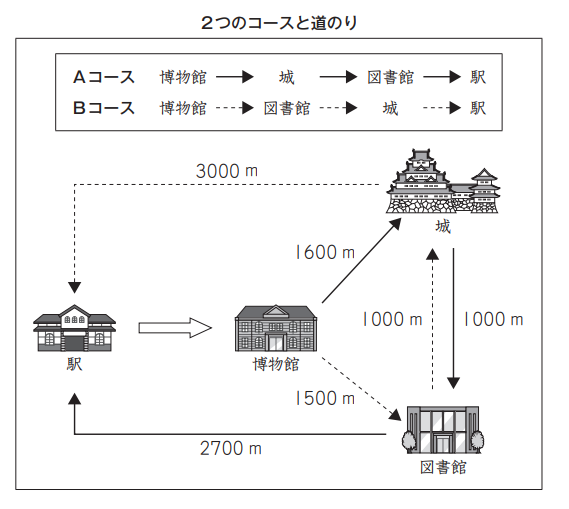 2つのコースと道のり
Aコース 博物館 城 図書館 駅
Bコース 博物館 図書館 城 駅
3000 m
城
1600 m
1000 m 1000 m
駅
博物館
1500 m
2700 m
図書館